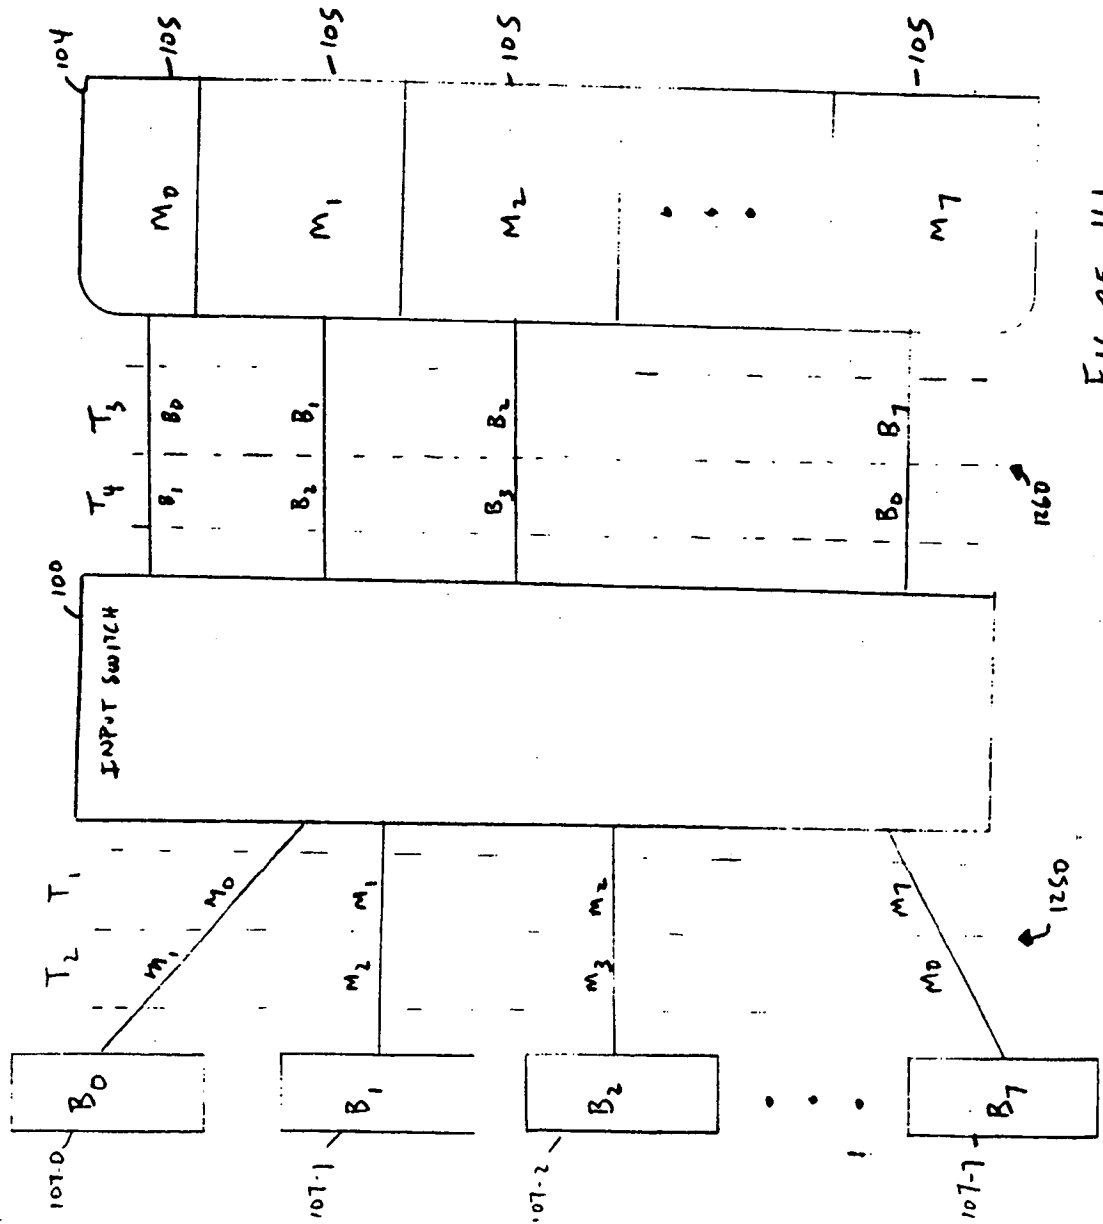 107-7 107-2 107-1 107-0
B7 B2 B1 B0
M0 M3 M2 M1 T2
M7 M2 M1 M0 T1
1250
INPUT SWITCH
100
B0 B3 B2 B1 T4
B7 B2 B1 B0 T3
1260
M7 M2 M1 M0
104
105 105 105 105